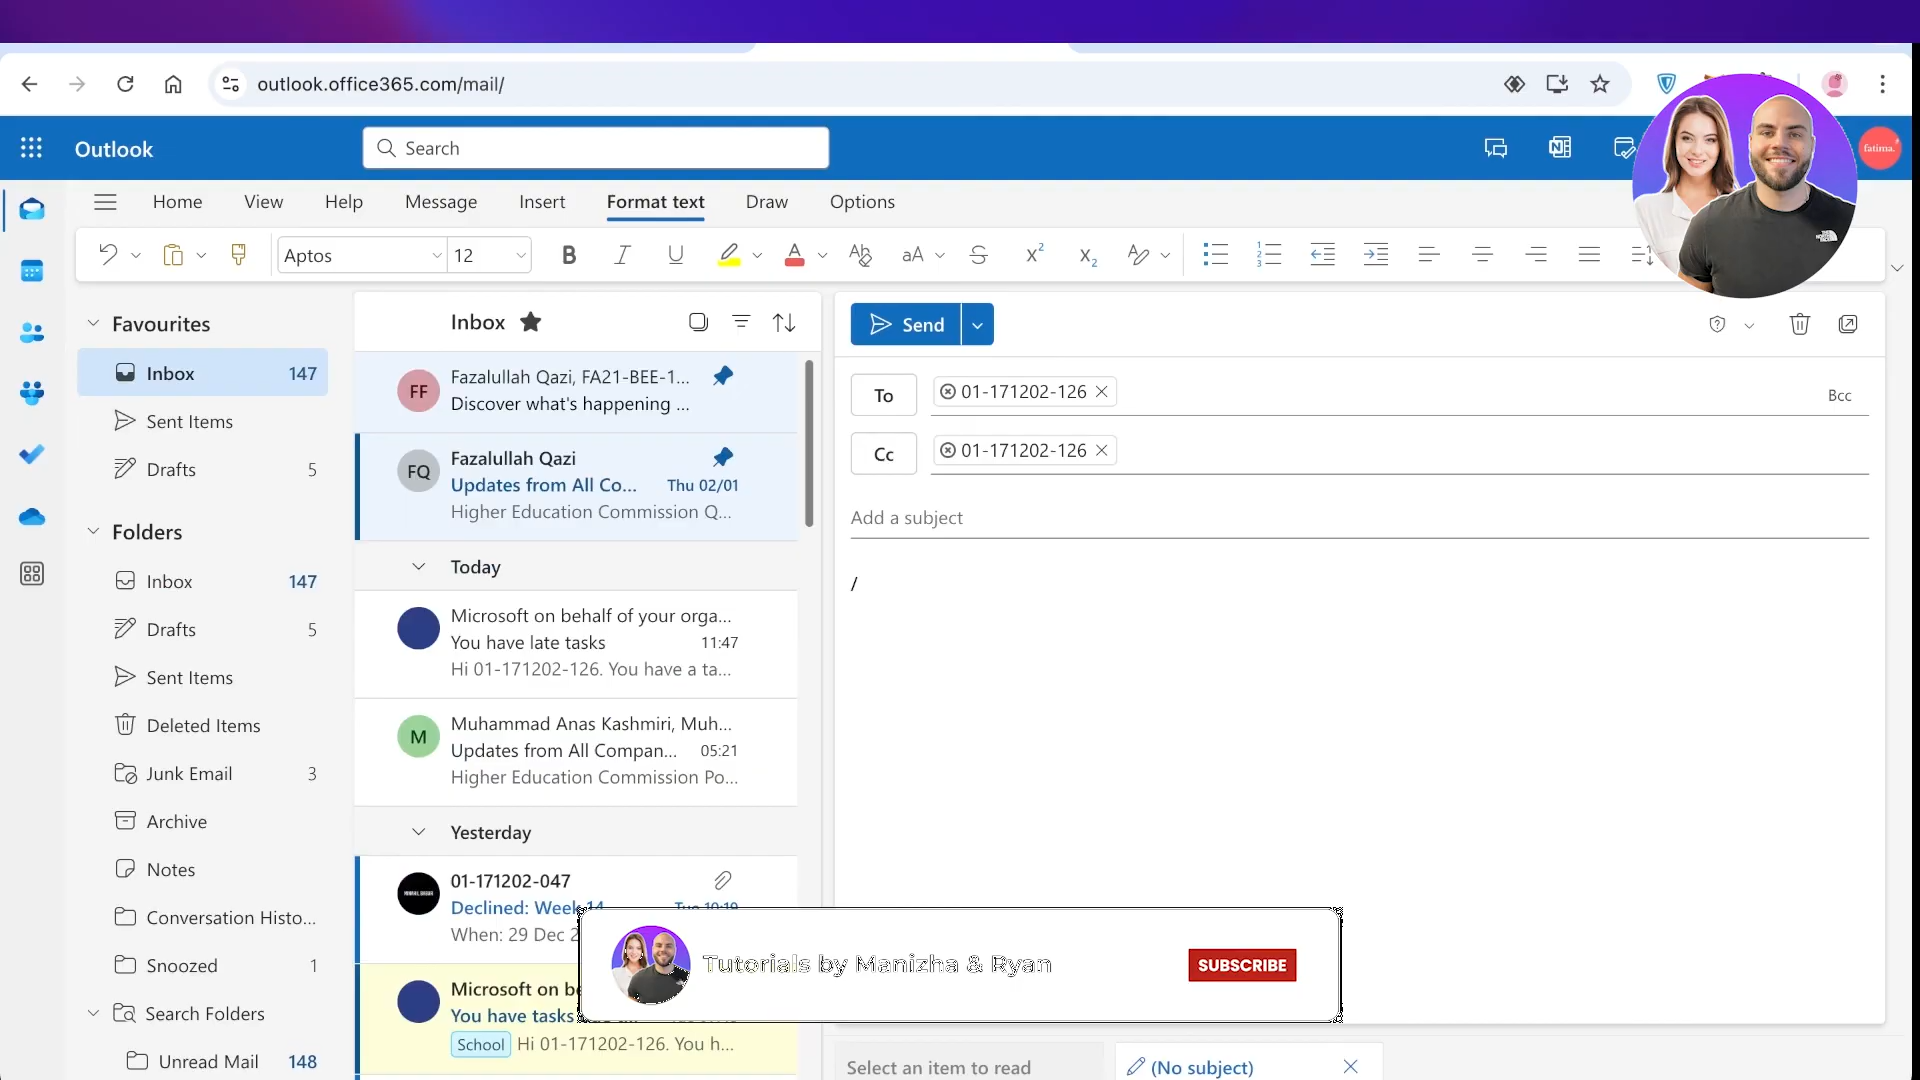 outlook.office365.com/mail/
Outlook
Search
fatima.
Home View Help Message Insert Format text Draw Options
Aptos 12
Favourites
Inbox 147
Sent Items
Drafts 5
Folders
Inbox 147
Drafts 5
Sent Items
Deleted Items
Junk Email 3
Archive
Notes
Conversation Histo...
Snoozed 1
Search Folders
Unread Mail 148
Inbox
FF
Fazalullah Qazi, FA21-BEE-1...
Discover what's happening ...
FQ
Fazalullah Qazi
Updates from All Co... Thu 02/01
Higher Education Commission Q...
Today
Microsoft on behalf of your orga...
You have late tasks 11:47
Hi 01-171202-126. You have a ta...
M
Muhammad Anas Kashmiri, Muh...
Updates from All Compan... 05:21
Higher Education Commission Po...
Yesterday
01-171202-047
Declined: Week 14 Tue 10:19
When: 29 Dec 2
Microsoft on be
You have tasks
School Hi 01-171202-126. You h...
Send
To 01-171202-126 Bcc
Cc 01-171202-126
Add a subject
/
Tutorials by Manizha & Ryan
SUBSCRIBE
Select an item to read
(No subject)